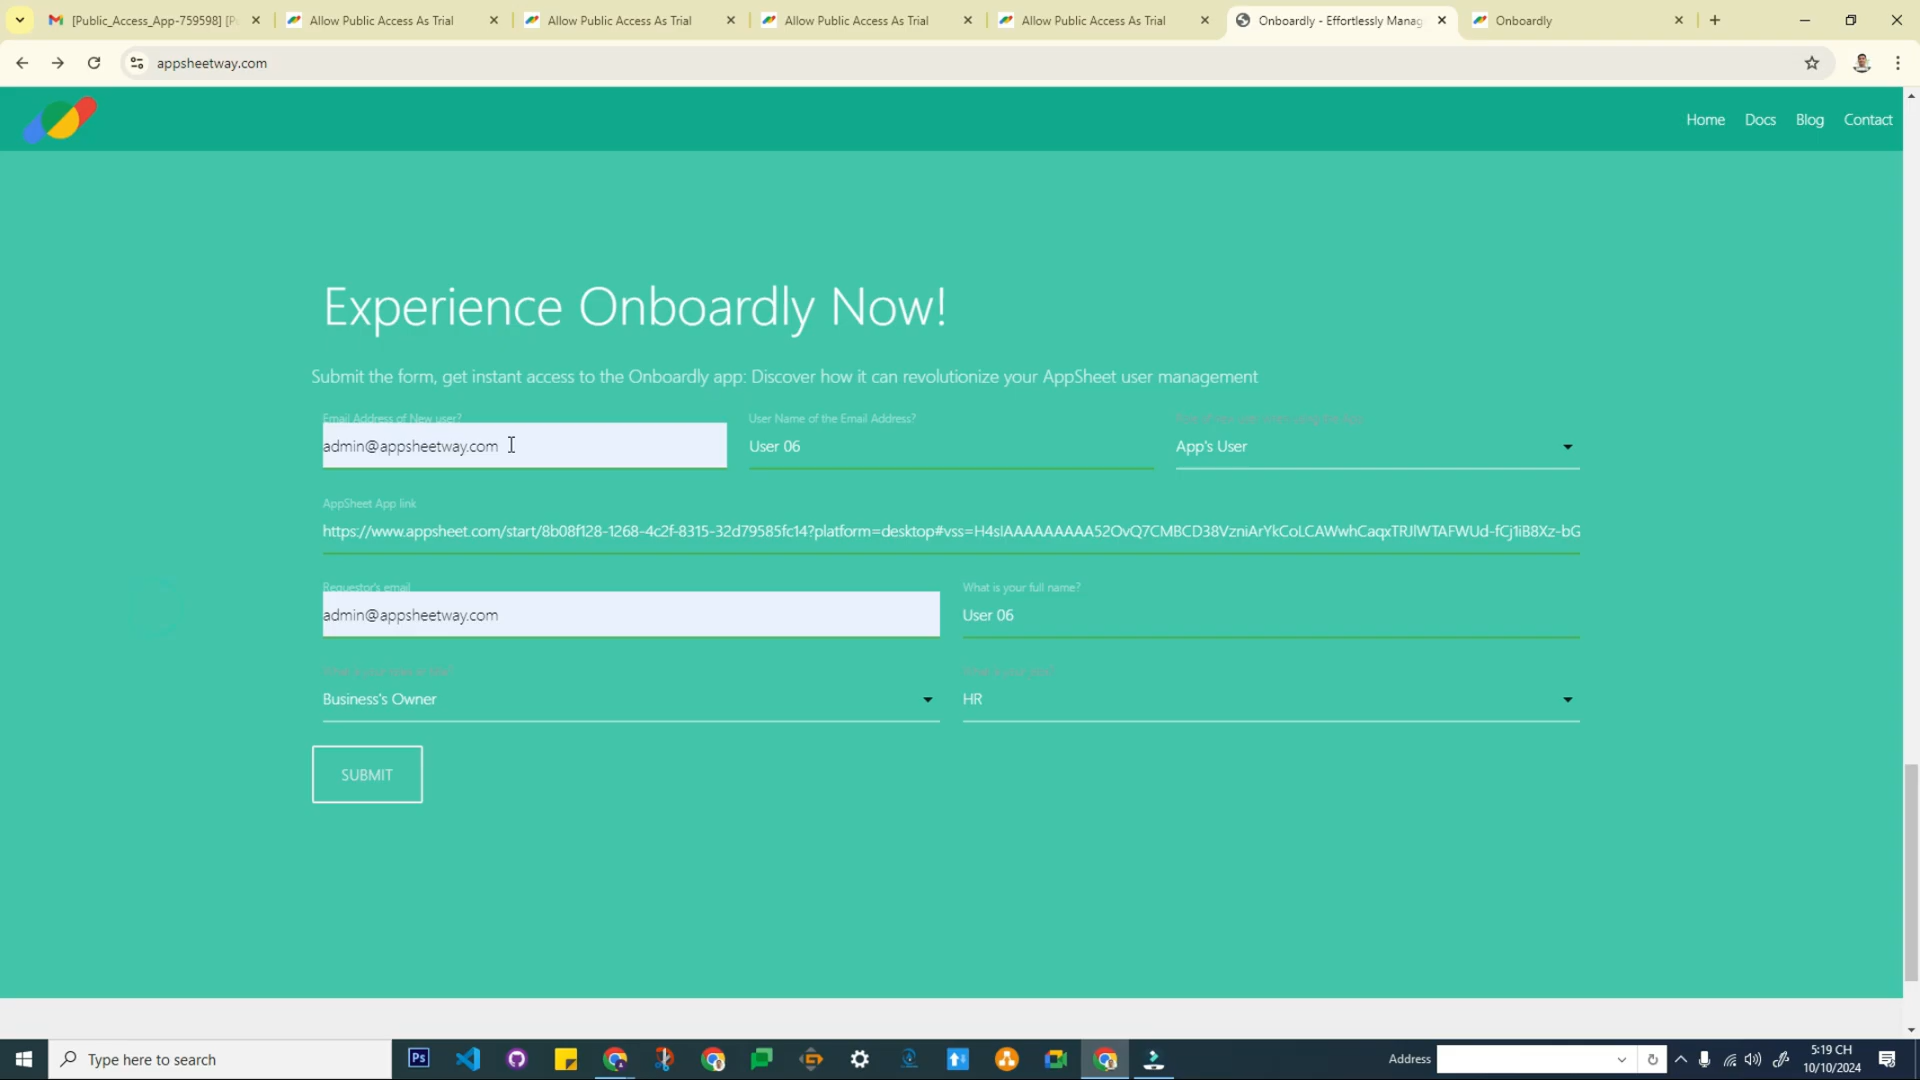 [Public_Access_App-759598] [P
Allow Public Access As Trial
Allow Public Access As Trial
Allow Public Access As Trial
Allow Public Access As Trial
Onboardly - Effortlessly Manag
Onboardly
appsheetway.com
Home Docs Blog Contact
Experience Onboardly Now!
Submit the form, get instant access to the Onboardly app: Discover how it can revolutionize your AppSheet user management
Email Address of New user?
admin@appsheetway.com
User Name of the Email Address?
User 06
App's User
AppSheet App link
https://www.appsheet.com/start/8b08f128-1268-4c2f-8315-32d79585fc14?platform=desktop#vss=H4sIAAAAAAAAA52OvQ7CMBCD38VzniArYkCoLCAWwhCaqxTRJlWTAFWUd-fCj1iB8Xz-bG
Requestor's email
admin@appsheetway.com
What is your full name?
User 06
Business's Owner
HR
SUBMIT
Type here to search
Ps
Address
5:19 CH
10/10/2024